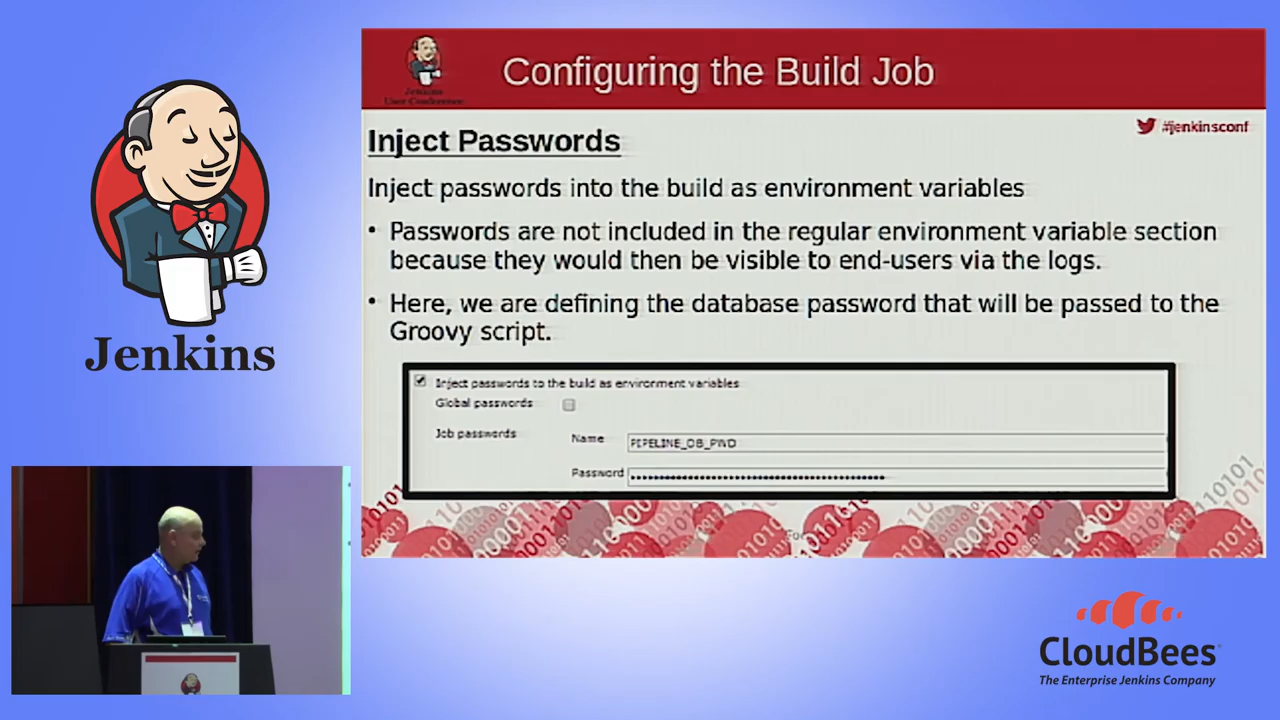 Jenkins
User Conference
Configuring the Build Job
#jenkinsconf
Inject Passwords
Inject passwords into the build as environment variables
• Passwords are not included in the regular environment variable section
because they would then be visible to end-users via the logs.
• Here, we are defining the database password that will be passed to the
Groovy script.
Inject passwords to the build as environment variables
Global passwords
Job passwords
Name
PIPELINE_DB_PWD
Password
Jenkins
CloudBees
The Enterprise Jenkins Company